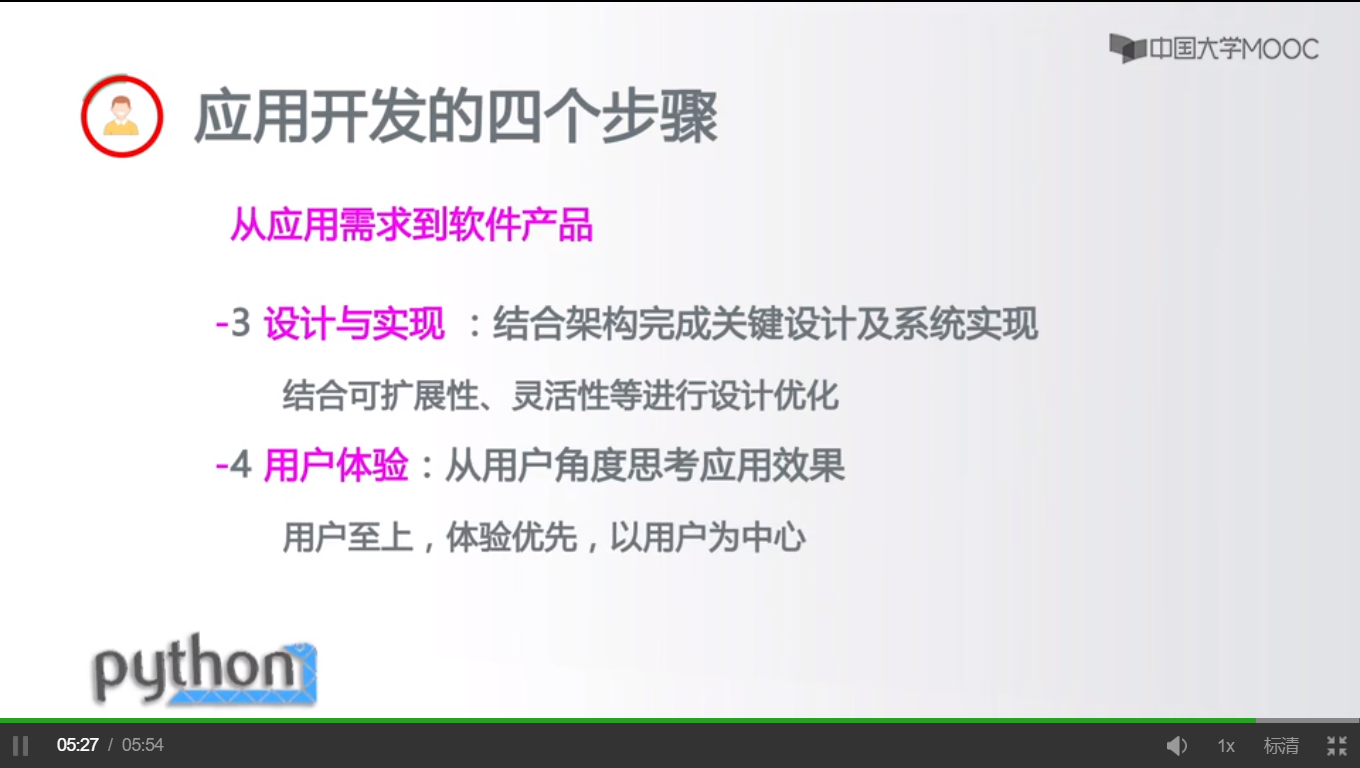 中国大学MOOC
应用开发的四个步骤
从应用需求到软件产品
-3 设计与实现 ：结合架构完成关键设计及系统实现
结合可扩展性、灵活性等进行设计优化
-4 用户体验：从用户角度思考应用效果
用户至上，体验优先，以用户为中心
python
05:27 / 05:54 1x 标清